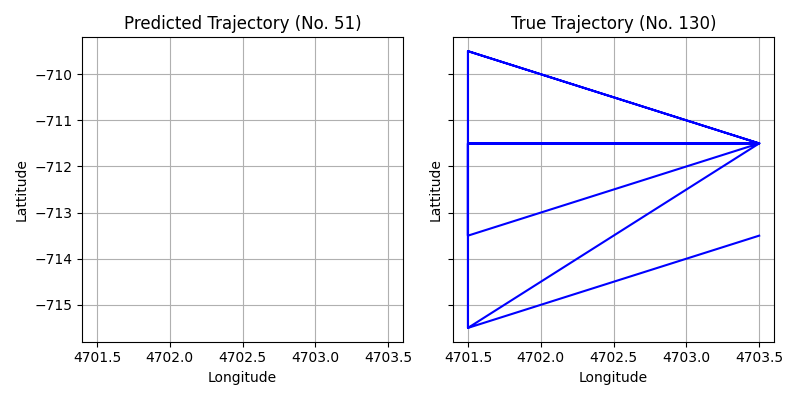 Predicted Trajectory (No. 51)
True Trajectory (No. 130)
Lattitude
−710
−711
−712
−713
−714
−715
4701.5 4702.0 4702.5 4703.0 4703.5
Longitude
Lattitude
4701.5 4702.0 4702.5 4703.0 4703.5
Longitude